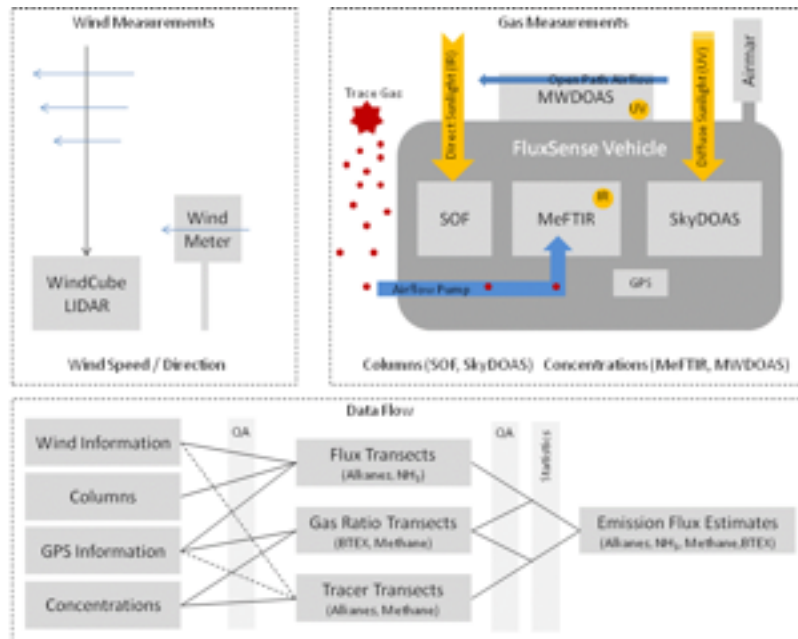 Wind Measurements
WindCube
LIDAR
Wind
Meter
Wind Speed / Direction
Gas Measurements
Trace Gas
Direct Sunlight (IR)
Open Path Airflow
MWDOAS
UV
Diffuse Sunlight (UV)
Airmar
FluxSense Vehicle
SOF
MeFTIR
IR
SkyDOAS
GPS
Airflow Pump
Columns (SOF, SkyDOAS)
Concentrations (MeFTIR, MWDOAS)
Data Flow
Wind Information
Columns
GPS Information
Concentrations
QA
Flux Transects
(Alkanes, NH₃)
Gas Ratio Transects
(BTEX, Methane)
Tracer Transects
(Alkanes, Methane)
QA
Statistics
Emission Flux Estimates
(Alkanes, NH₃, Methane,BTEX)